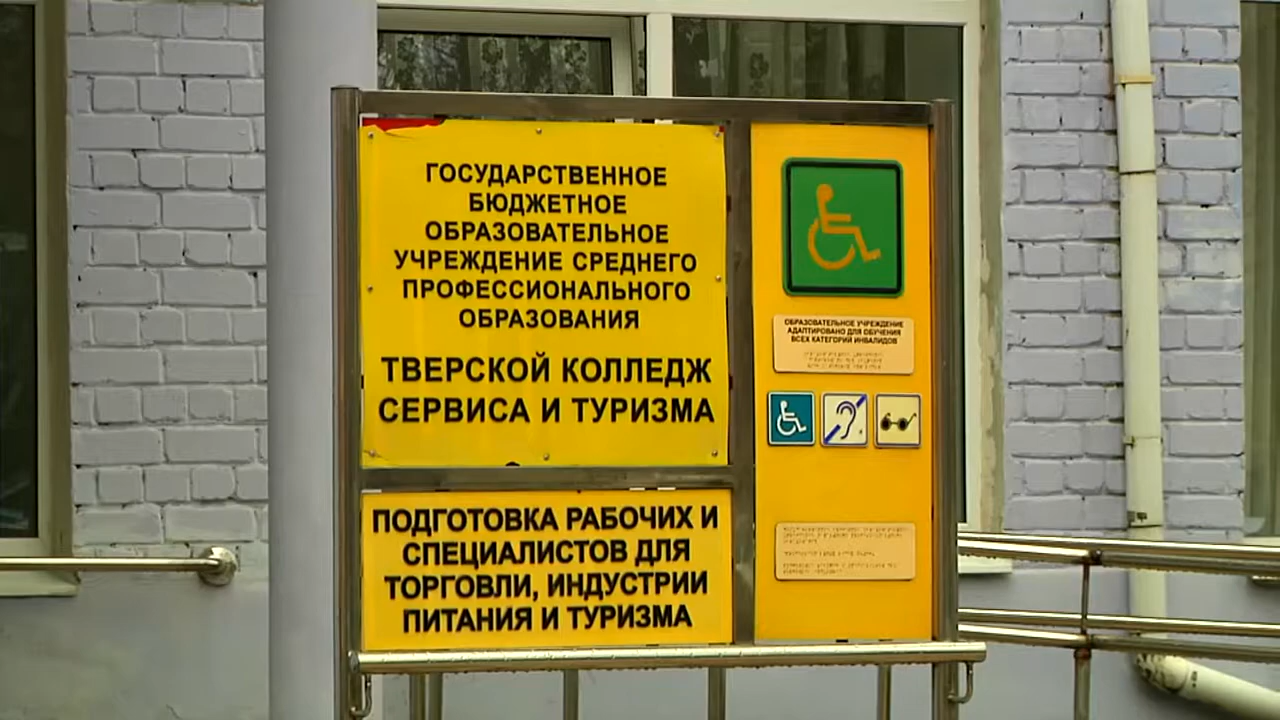 ГОСУДАРСТВЕННОЕ
БЮДЖЕТНОЕ
ОБРАЗОВАТЕЛЬНОЕ
УЧРЕЖДЕНИЕ СРЕДНЕГО
ПРОФЕССИОНАЛЬНОГО
ОБРАЗОВАНИЯ
ТВЕРСКОЙ КОЛЛЕДЖ
СЕРВИСА И ТУРИЗМА
ПОДГОТОВКА РАБОЧИХ И
СПЕЦИАЛИСТОВ ДЛЯ
ТОРГОВЛИ, ИНДУСТРИИ
ПИТАНИЯ И ТУРИЗМА
ОБРАЗОВАТЕЛЬНОЕ УЧРЕЖДЕНИЕ
АДАПТИРОВАНО ДЛЯ ОБУЧЕНИЯ
ВСЕХ КАТЕГОРИЙ ИНВАЛИДОВ